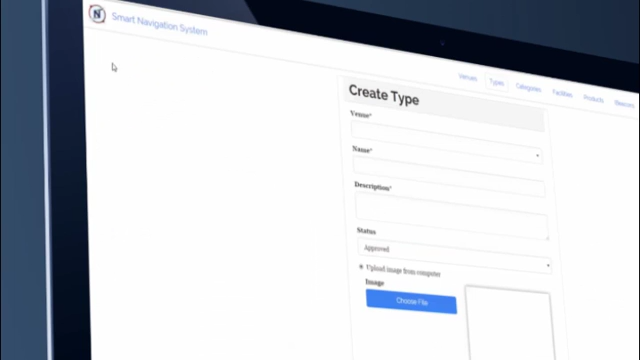 N
Smart Navigation System
Venues Types Categories Facilities Products Beacons
Create Type
Venue*
Name*
Description*
Status
Approved
Upload image from computer
Image
Choose File